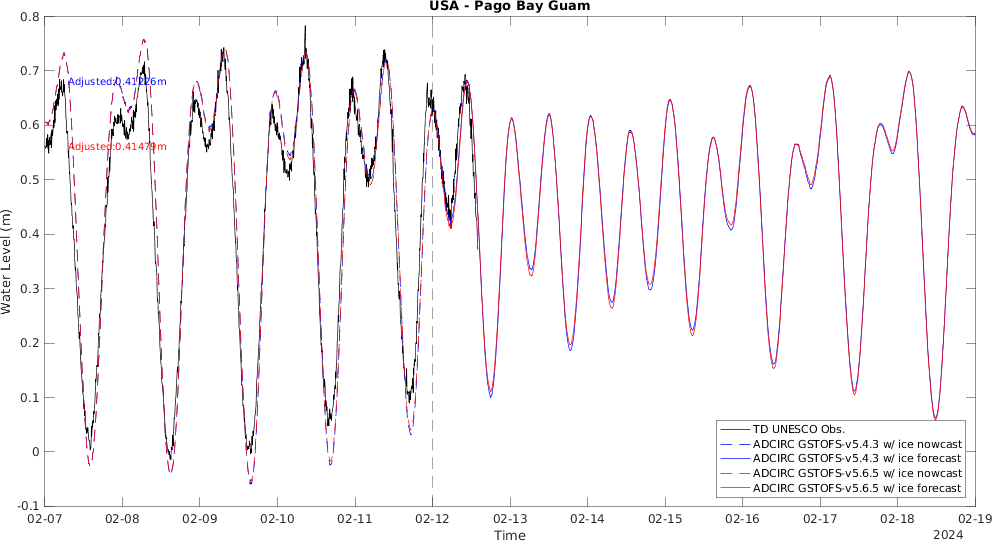 USA - Pago Bay Guam
0.8
0.7
0.6
0.5
0.4
0.3
0.2
0.1
0
-0.1
Water Level (m)
Adjusted:0.41226m
Adjusted:0.41479m
TD UNESCO Obs.
ADCIRC GSTOFS-v5.4.3 w/ ice nowcast
ADCIRC GSTOFS-v5.4.3 w/ ice forecast
ADCIRC GSTOFS-v5.6.5 w/ ice nowcast
ADCIRC GSTOFS-v5.6.5 w/ ice forecast
02-07 02-08 02-09 02-10 02-11 02-12 02-13 02-14 02-15 02-16 02-17 02-18 02-19
Time
2024